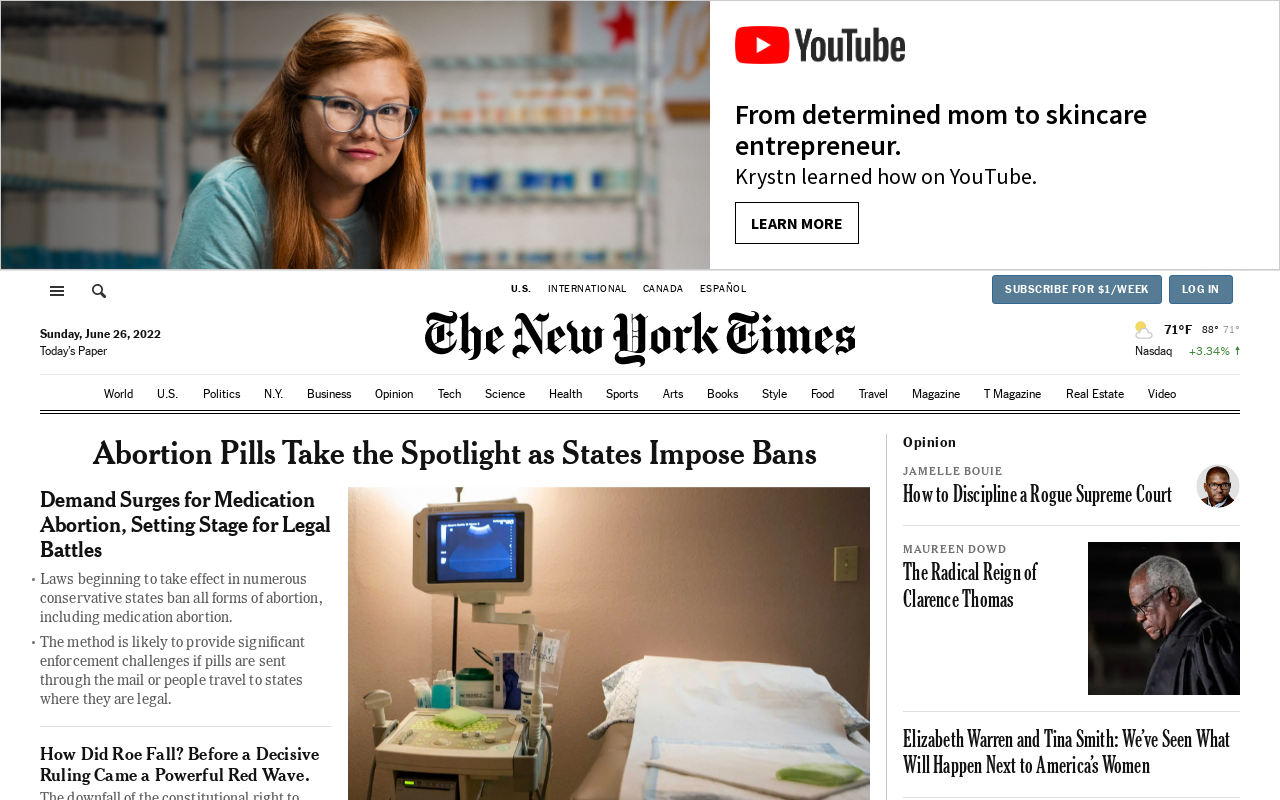 YouTube
From determined mom to skincare
entrepreneur.
Krystn learned how on YouTube.
LEARN MORE
U.S. INTERNATIONAL CANADA ESPAÑOL
SUBSCRIBE FOR $1/WEEK LOG IN
Sunday, June 26, 2022
Today's Paper
The New York Times
71°F 88° 71°
Nasdaq +3.34% ↑
World U.S. Politics N.Y. Business Opinion Tech Science Health Sports Arts Books Style Food Travel Magazine T Magazine Real Estate Video
Abortion Pills Take the Spotlight as States Impose Bans
Demand Surges for Medication
Abortion, Setting Stage for Legal
Battles
• Laws beginning to take effect in numerous
conservative states ban all forms of abortion,
including medication abortion.
• The method is likely to provide significant
enforcement challenges if pills are sent
through the mail or people travel to states
where they are legal.
How Did Roe Fall? Before a Decisive
Ruling Came a Powerful Red Wave.
The downfall of the constitutional right to
Opinion
JAMELLE BOUIE
How to Discipline a Rogue Supreme Court
MAUREEN DOWD
The Radical Reign of
Clarence Thomas
Elizabeth Warren and Tina Smith: We've Seen What
Will Happen Next to America's Women